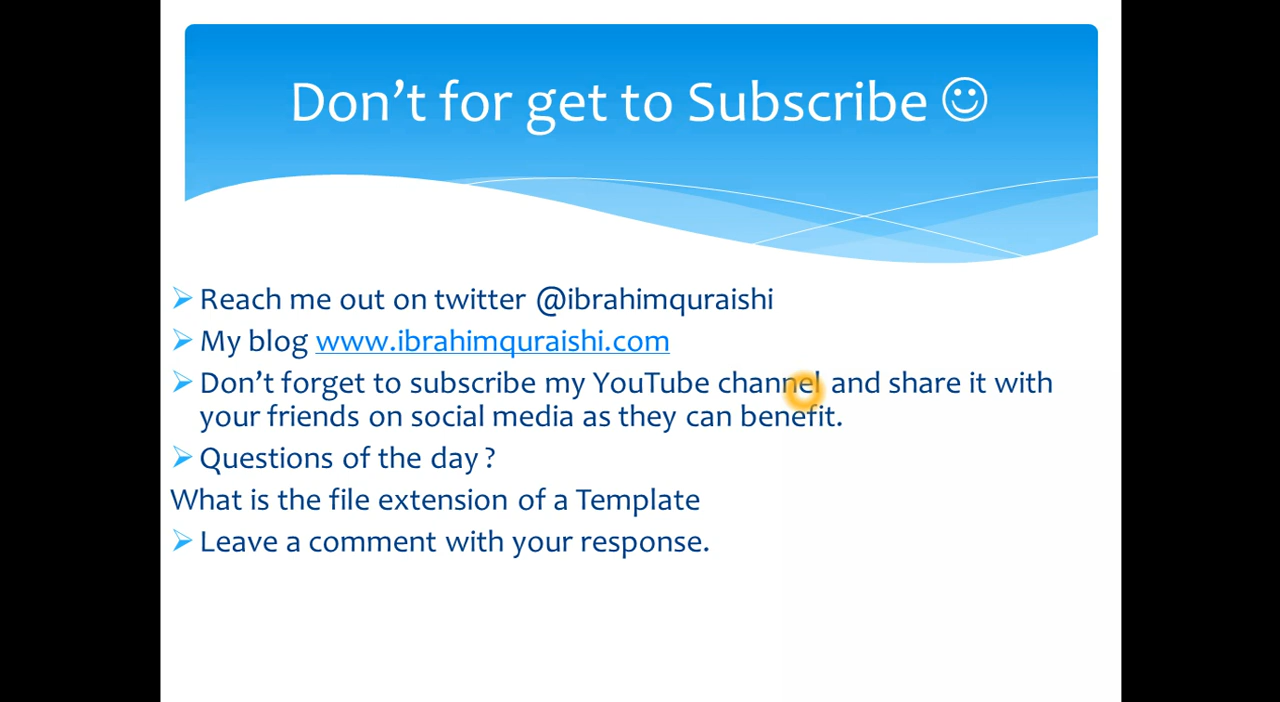 Don't for get to Subscribe ☺
➢ Reach me out on twitter @ibrahimquraishi
➢ My blog www.ibrahimquraishi.com
➢ Don't forget to subscribe my YouTube channel and share it with
your friends on social media as they can benefit.
➢ Questions of the day ?
What is the file extension of a Template
➢ Leave a comment with your response.